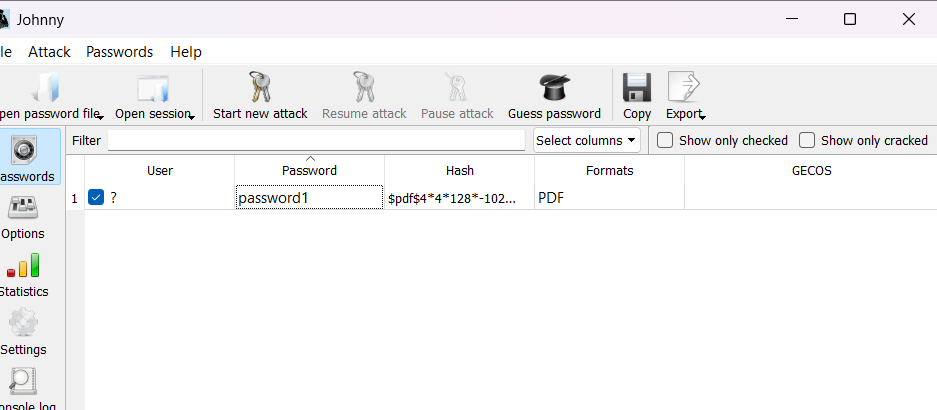 Johnny
le Attack Passwords Help
pen password file Open session Start new attack Resume attack Pause attack Guess password Copy Export
Filter Select columns Show only checked Show only cracked
asswords
User Password Hash Formats GECOS
1 ? password1 $pdf$4*4*128*-102... PDF
Options
Statistics
Settings
onsole log